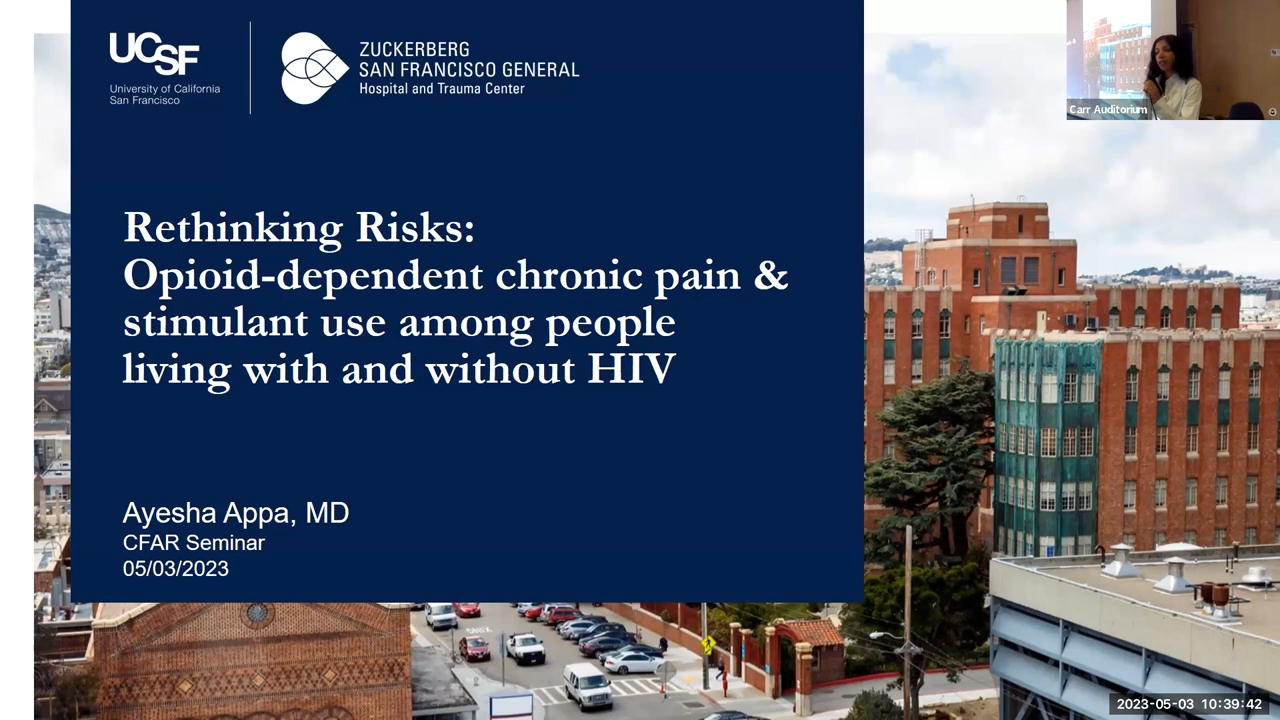 UCSF
University of California
San Francisco
ZUCKERBERG
SAN FRANCISCO GENERAL
Hospital and Trauma Center
Carr Auditorium
Rethinking Risks:
Opioid-dependent chronic pain &
stimulant use among people
living with and without HIV
Ayesha Appa, MD
CFAR Seminar
05/03/2023
2023-05-03 10:39:42